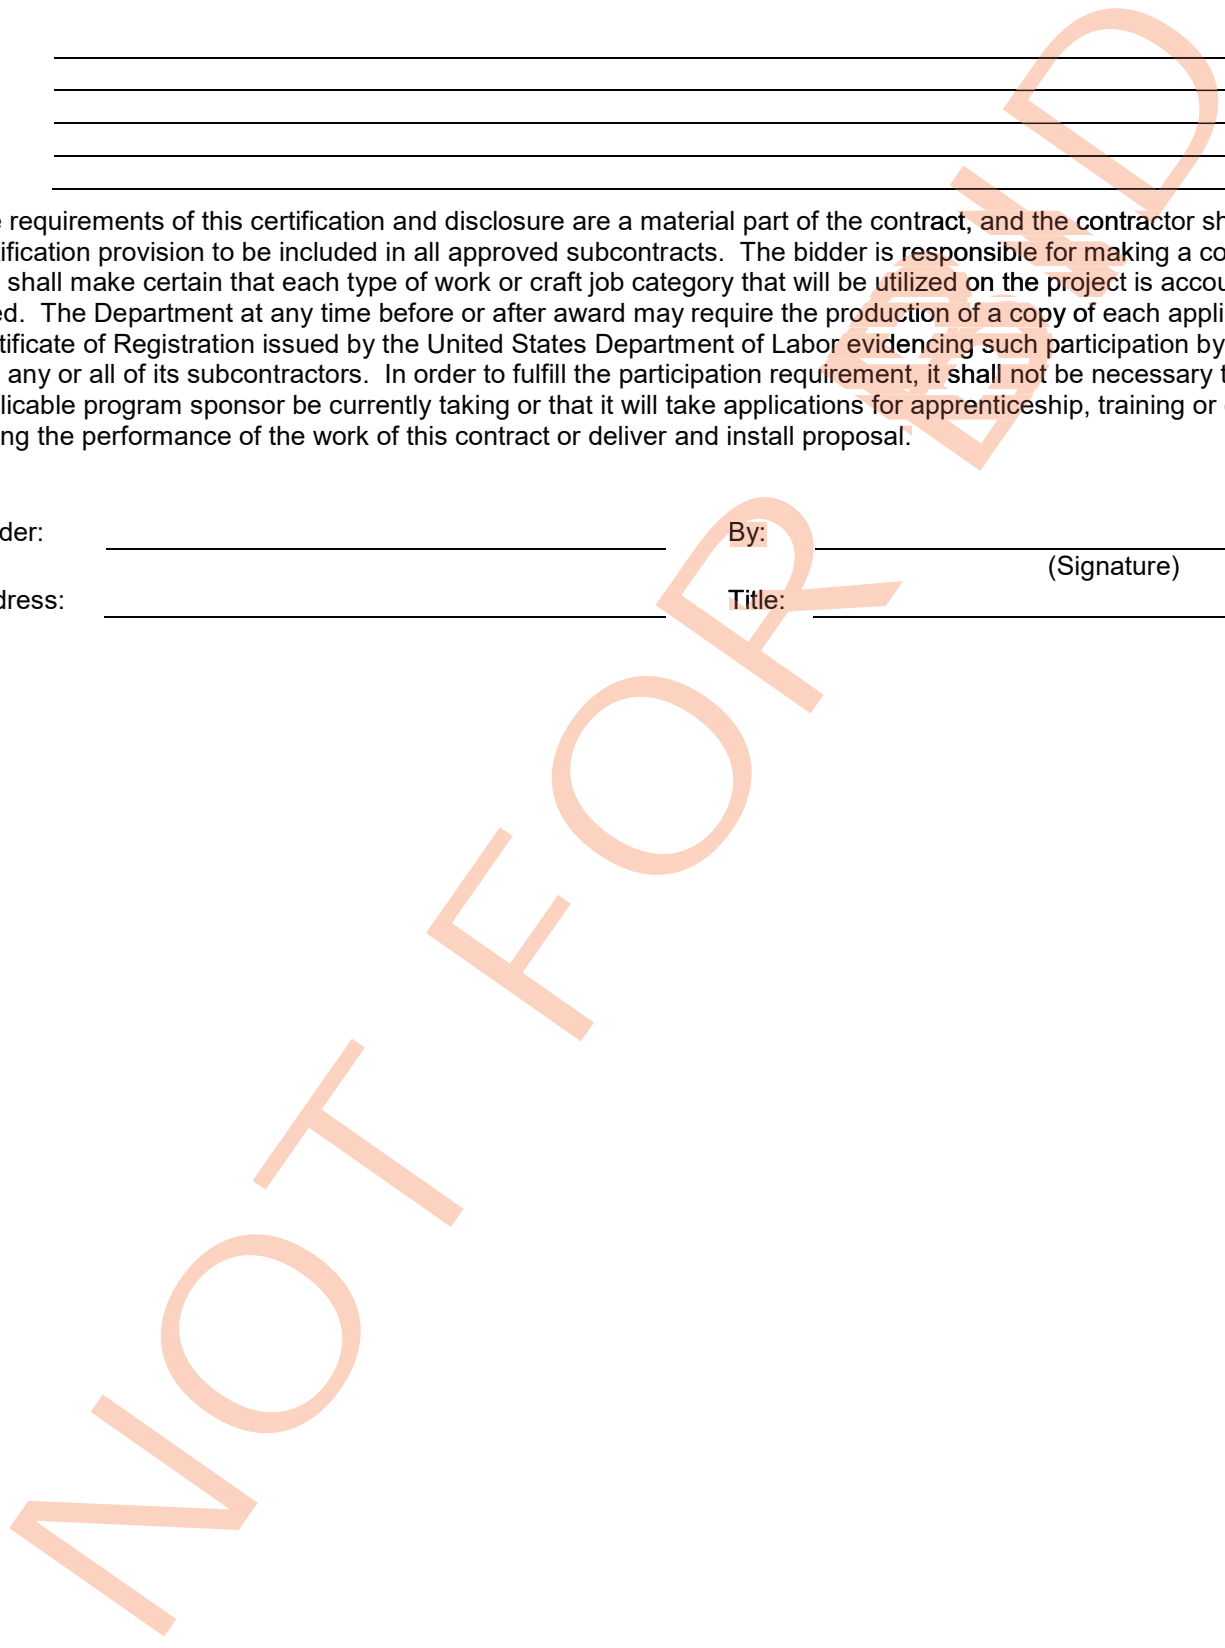 e requirements of this certification and disclosure are a material part of the contract, and the contractor sh
tification provision to be included in all approved subcontracts.  The bidder is responsible for making a co
shall make certain that each type of work or craft job category that will be utilized on the project is accou
ed.  The Department at any time before or after award may require the production of a copy of each appli
tificate of Registration issued by the United States Department of Labor evidencing such participation by
any or all of its subcontractors.  In order to fulfill the participation requirement, it shall not be necessary t
licable program sponsor be currently taking or that it will take applications for apprenticeship, training or
ng the performance of the work of this contract or deliver and install proposal.
der: By:
(Signature)
dress: Title:
NOT FOR BID